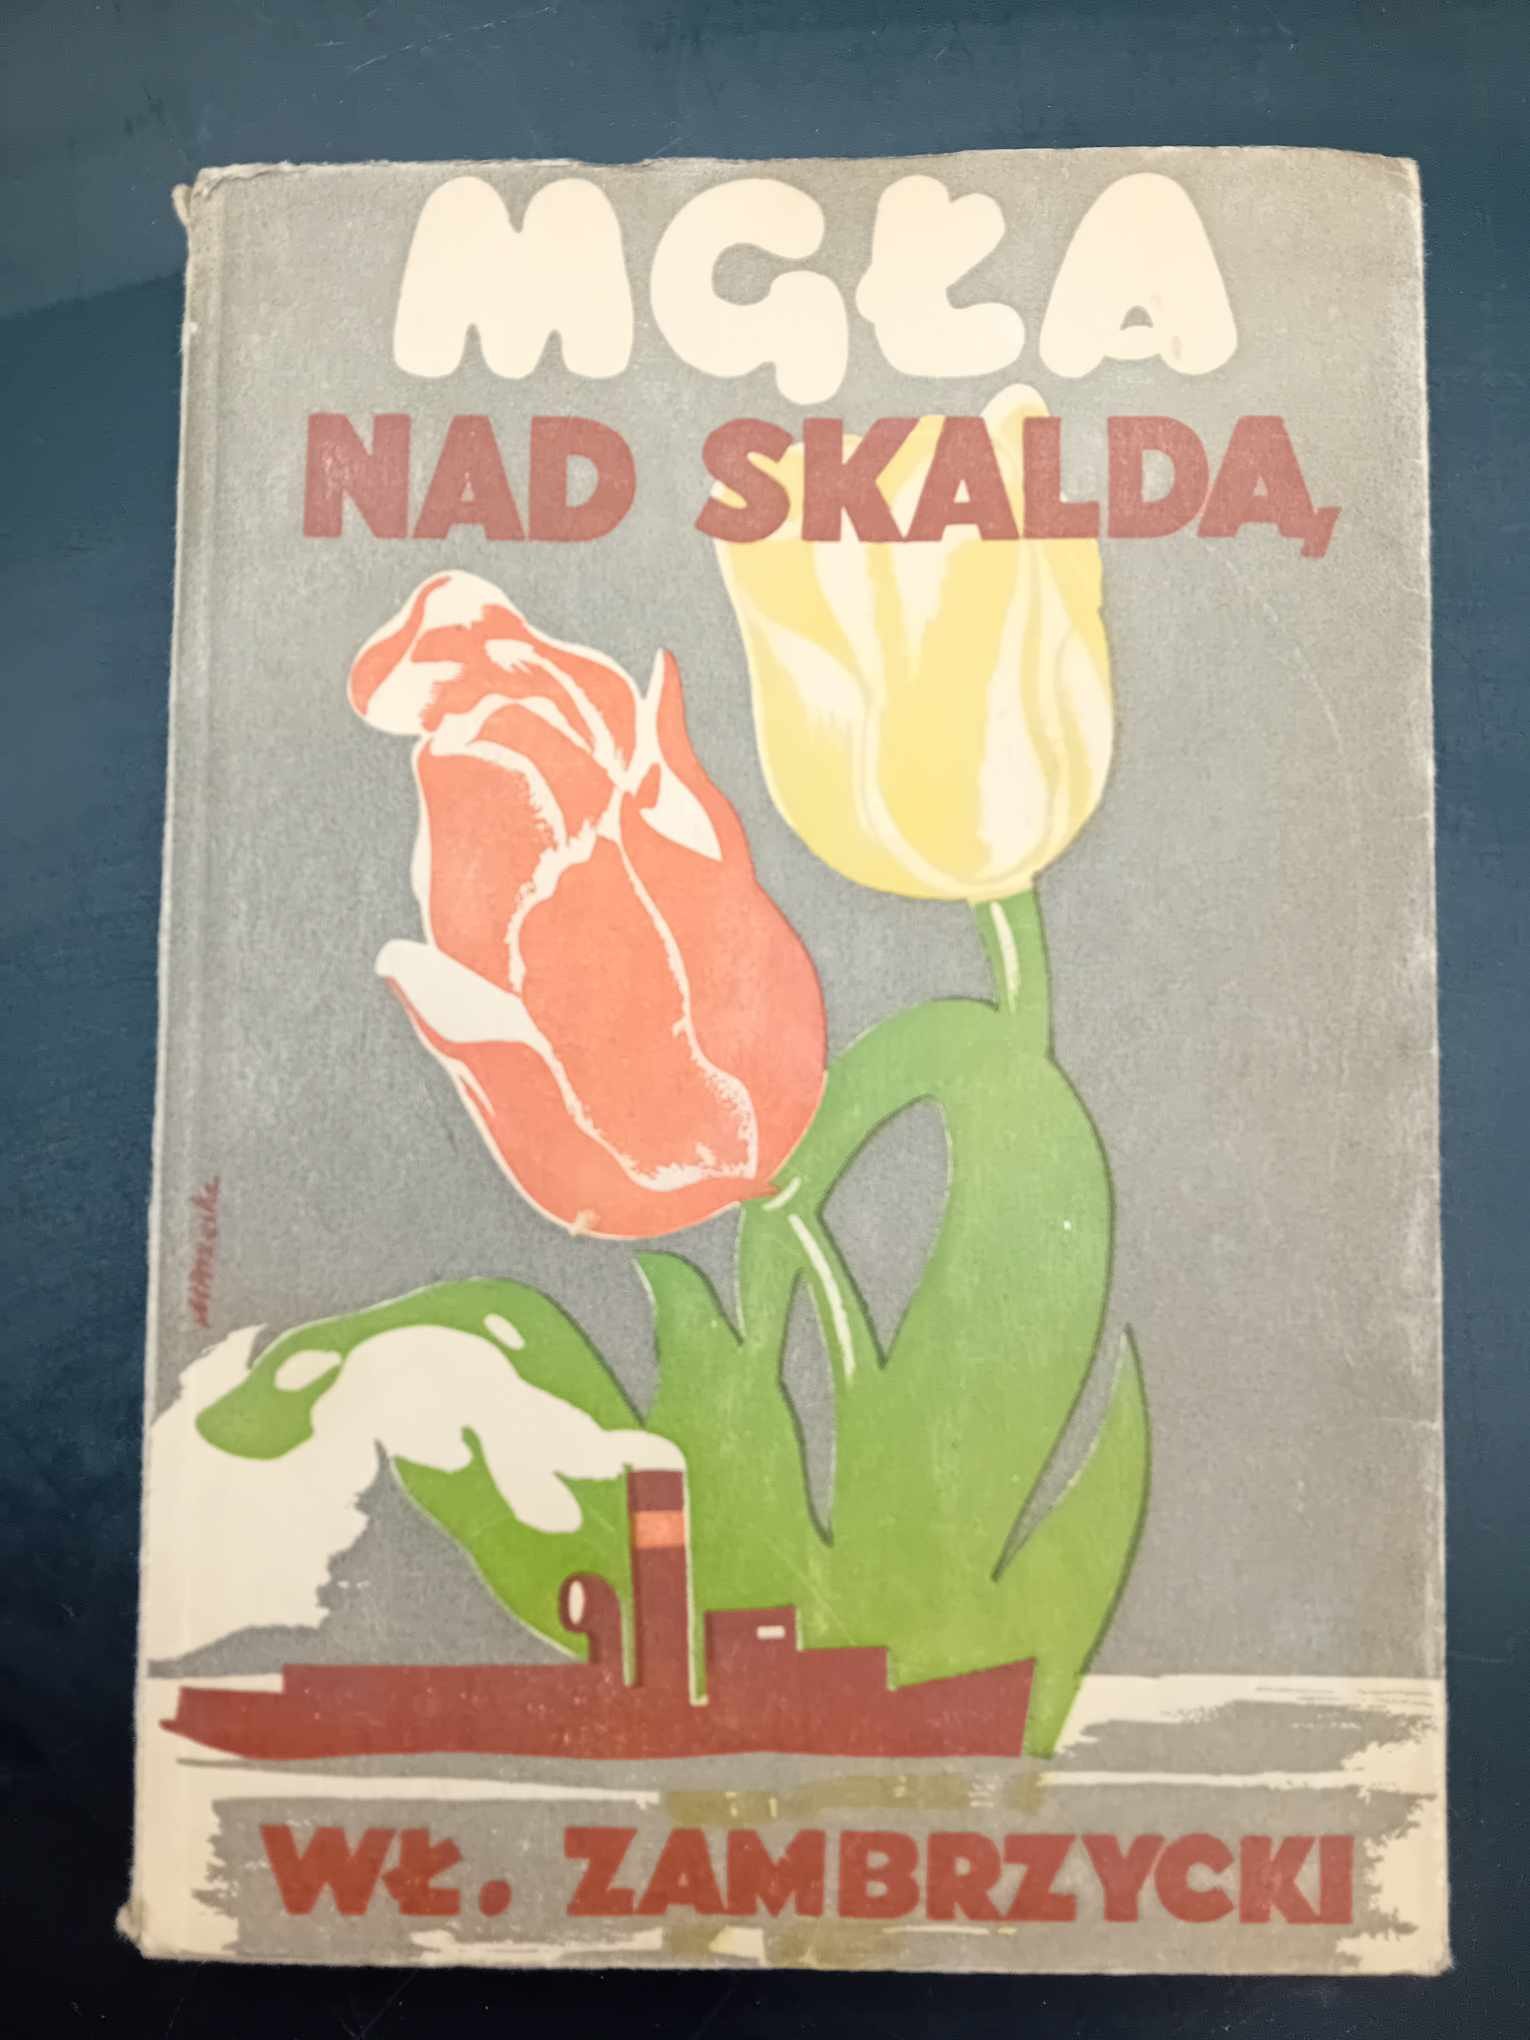 MGŁA
NAD SKALDĄ
WŁ. ZAMBRZYCKI